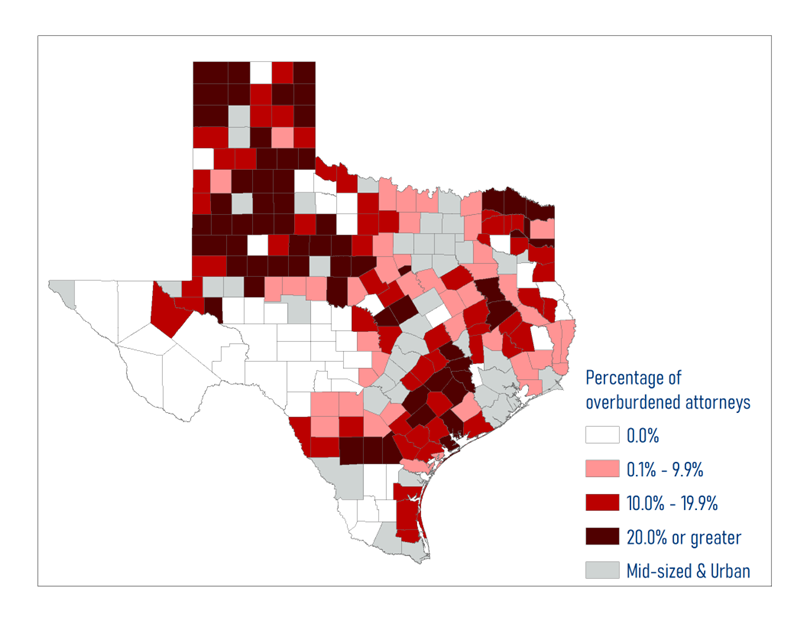 Percentage of
overburdened attorneys
0.0%
0.1% - 9.9%
10.0% - 19.9%
20.0% or greater
Mid-sized & Urban